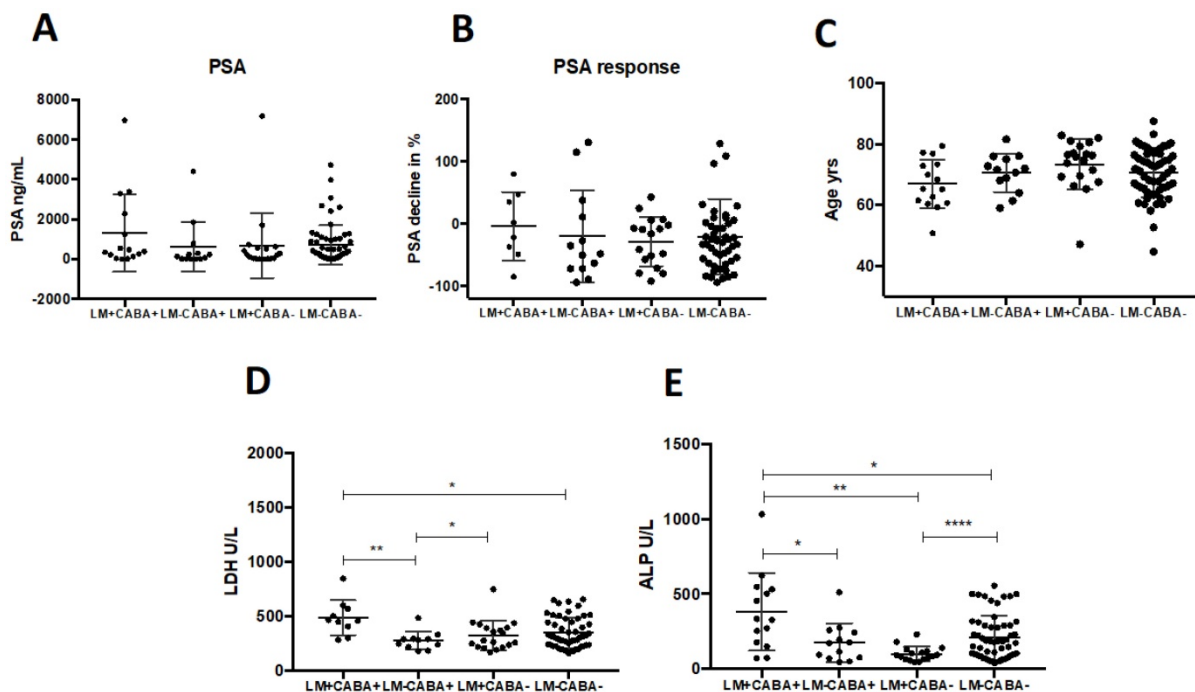 A
PSA
PSA ng/mL
8000
6000
4000
2000
0
-2000
LM+CABA+ LM-CABA+ LM+CABA- LM-CABA-
B
PSA response
PSA decline in %
200
100
0
-100
LM+CABA+ LM-CABA+ LM+CABA- LM-CABA-
C
Age yrs
100
80
60
40
LM+CABA+ LM-CABA+ LM+CABA- LM-CABA-
D
LDH U/L
2000
1500
1000
500
0
*
*
**
LM+CABA+ LM-CABA+ LM+CABA- LM-CABA-
E
ALP U/L
1500
1000
500
0
*
**
****
*
LM+CABA+ LM-CABA+ LM+CABA- LM-CABA-